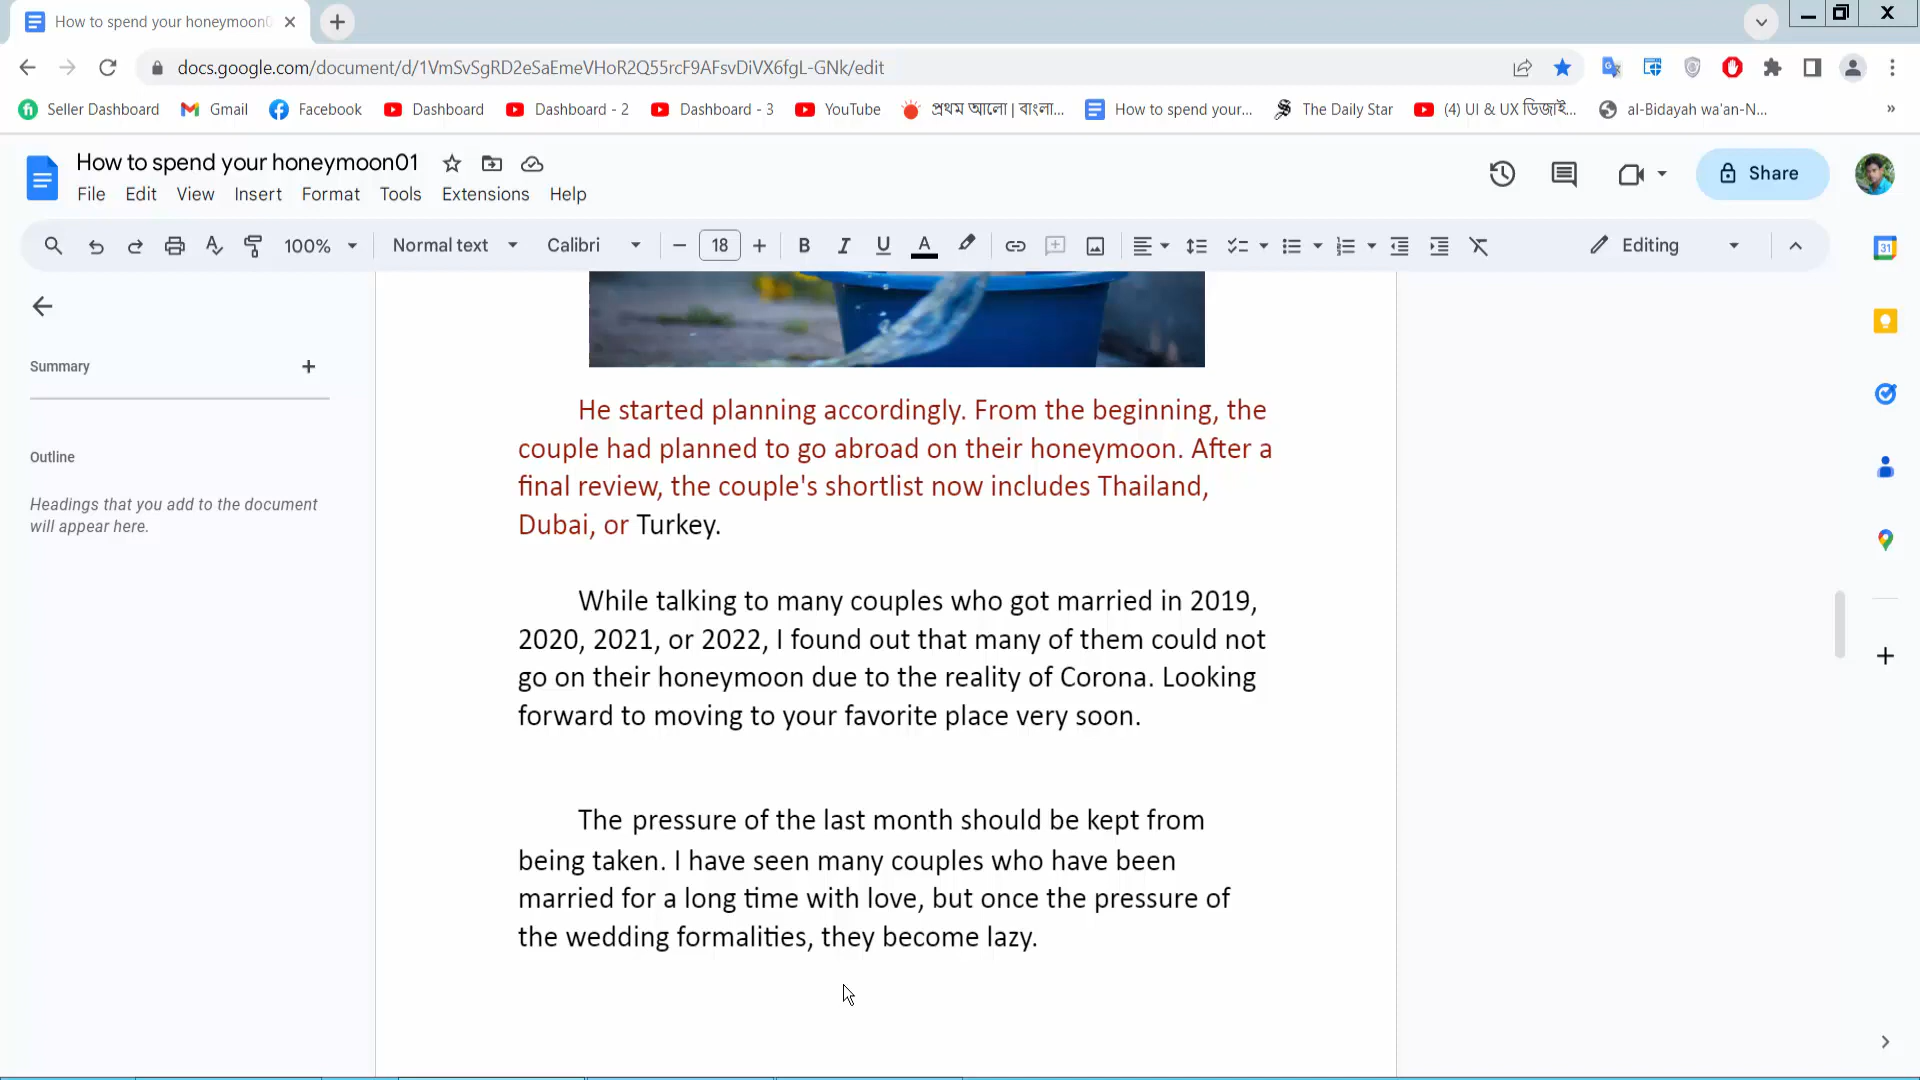 How to spend your honeymoon0
docs.google.com/document/d/1VmSvSgRD2eSaEmeVHoR2Q55rcF9AFsvDiVX6fgL-GNk/edit
Seller Dashboard Gmail Facebook Dashboard Dashboard - 2 Dashboard - 3 YouTube প্রথম আলো | বাংলা... How to spend your... The Daily Star (4) UI & UX ডিজাই... al-Bidayah wa'an-N... »
How to spend your honeymoon01
File Edit View Insert Format Tools Extensions Help
Share
100% Normal text Calibri 18 B I U A Editing
31
Summary
Outline
Headings that you add to the document
will appear here.
He started planning accordingly. From the beginning, the
couple had planned to go abroad on their honeymoon. After a
final review, the couple's shortlist now includes Thailand,
Dubai, or Turkey.
While talking to many couples who got married in 2019,
2020, 2021, or 2022, I found out that many of them could not
go on their honeymoon due to the reality of Corona. Looking
forward to moving to your favorite place very soon.
The pressure of the last month should be kept from
being taken. I have seen many couples who have been
married for a long time with love, but once the pressure of
the wedding formalities, they become lazy.